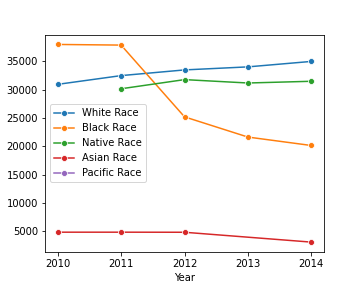 35000
30000
25000
20000
15000
10000
5000
White Race
Black Race
Native Race
Asian Race
Pacific Race
2010 2011 2012 2013 2014
Year